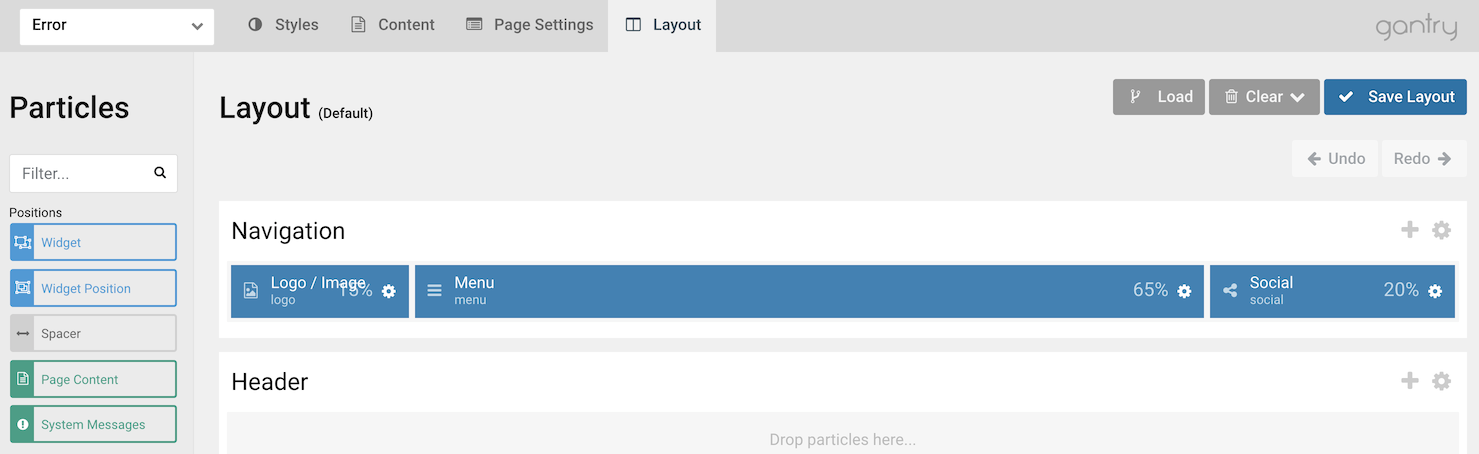 Error
Styles
Content
Page Settings
Layout
gantry
Particles
Layout (Default)
Load
Clear
Save Layout
Undo
Redo
Filter...
Positions
Widget
Widget Position
Spacer
Page Content
System Messages
Navigation
Logo / Image
logo
15%
Menu
menu
65%
Social
social
20%
Header
Drop particles here...